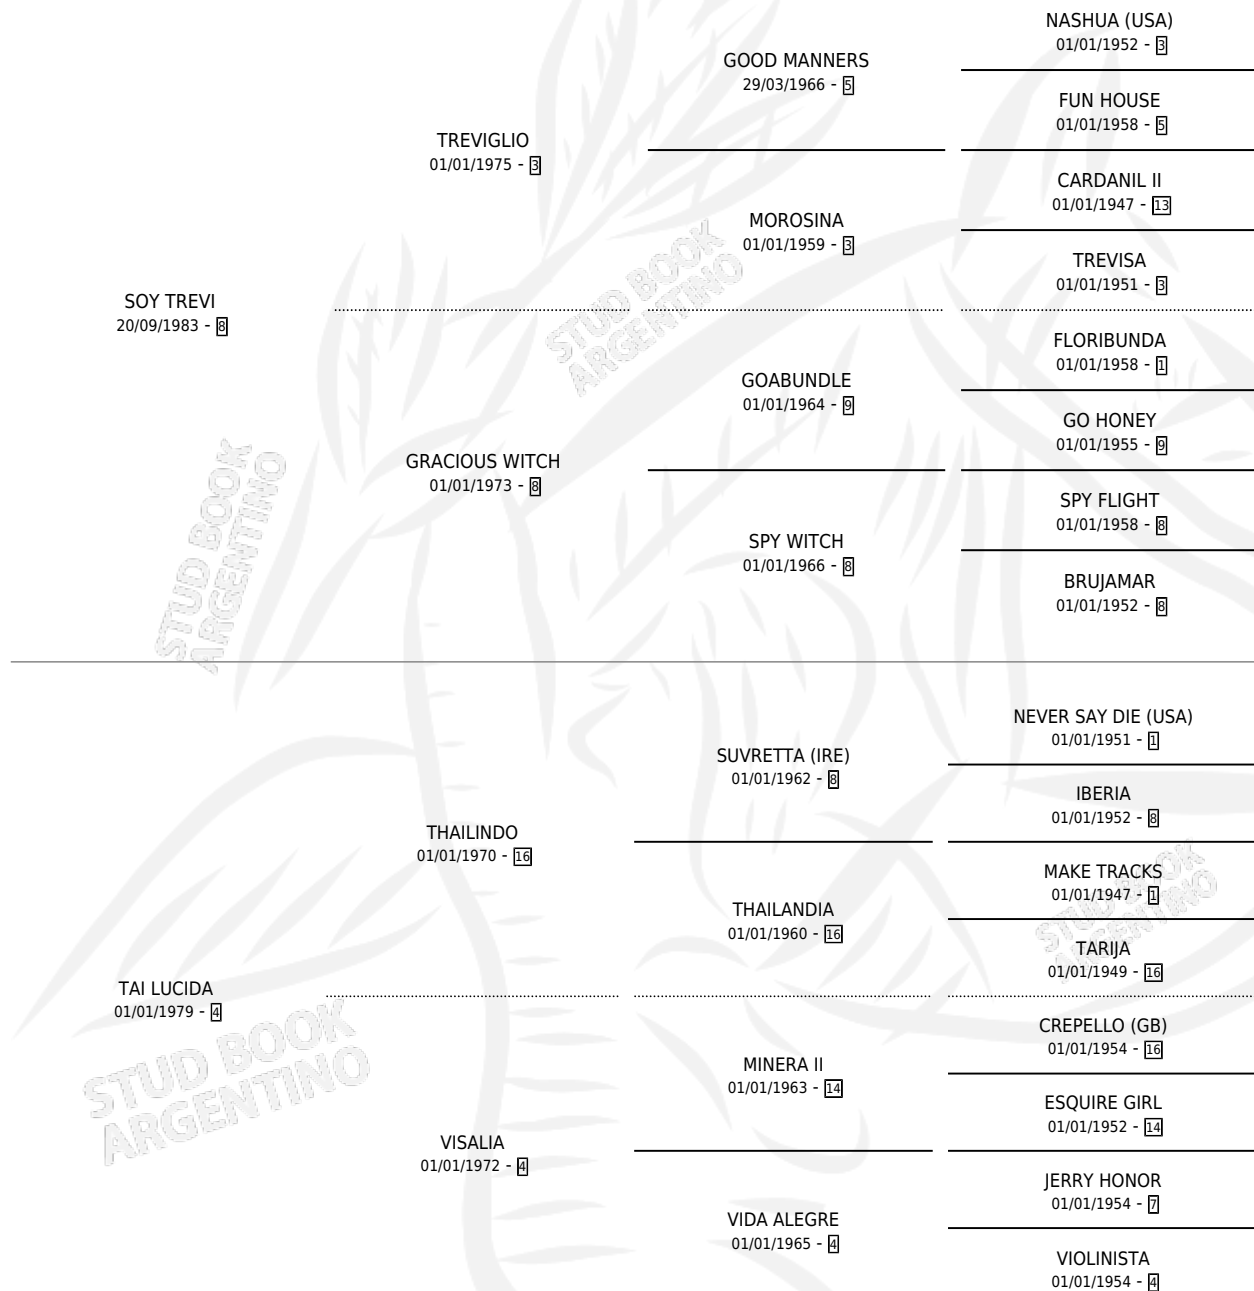 NASHUA (USA)
01/01/1952 - 3
GOOD MANNERS
29/03/1966 - 5
FUN HOUSE
01/01/1958 - 5
TREVIGLIO
01/01/1975 - 3
CARDANIL II
01/01/1947 - 13
MOROSINA
01/01/1959 - 3
TREVISA
01/01/1951 - 3
SOY TREVI
20/09/1983 - 8
FLORIBUNDA
01/01/1958 - 1
GOABUNDLE
01/01/1964 - 9
GO HONEY
01/01/1955 - 9
GRACIOUS WITCH
01/01/1973 - 8
SPY FLIGHT
01/01/1958 - 8
SPY WITCH
01/01/1966 - 8
BRUJAMAR
01/01/1952 - 8
STUD BOOK
ARGENTINO
STUD BOOK
ARGENTINO
NEVER SAY DIE (USA)
01/01/1951 - 1
SUVRETTA (IRE)
01/01/1962 - 8
IBERIA
01/01/1952 - 8
THAILINDO
01/01/1970 - 16
MAKE TRACKS
01/01/1947 - 1
THAILANDIA
01/01/1960 - 16
TARIJA
01/01/1949 - 16
STUD BOOK
ARGENTINO
TAI LUCIDA
01/01/1979 - 4
CREPELLO (GB)
01/01/1954 - 16
MINERA II
01/01/1963 - 14
ESQUIRE GIRL
01/01/1952 - 14
STUD BOOK
ARGENTINO
VISALIA
01/01/1972 - 4
JERRY HONOR
01/01/1954 - 7
VIDA ALEGRE
01/01/1965 - 4
VIOLINISTA
01/01/1954 - 4